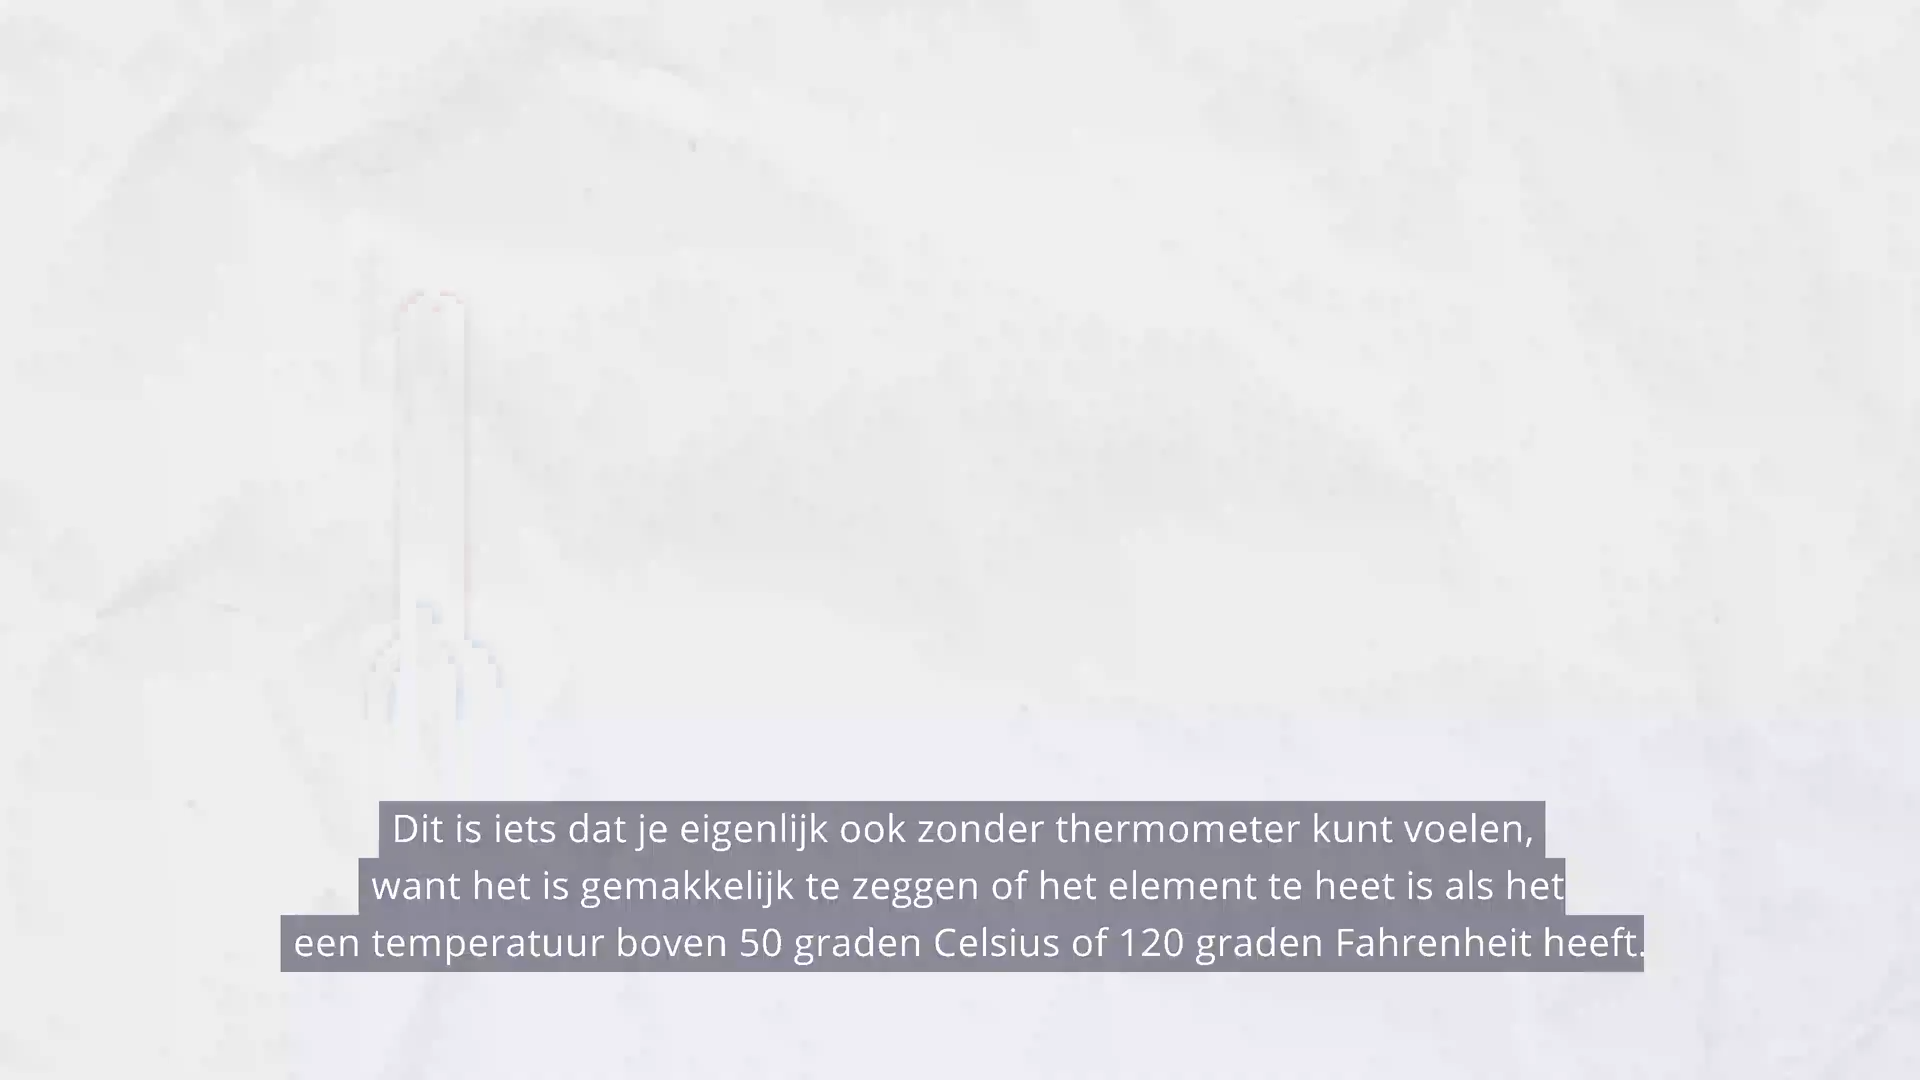 Dit is iets dat je eigenlijk ook zonder thermometer kunt voelen,
want het is gemakkelijk te zeggen of het element te heet is als het
een temperatuur boven 50 graden Celsius of 120 graden Fahrenheit heeft.